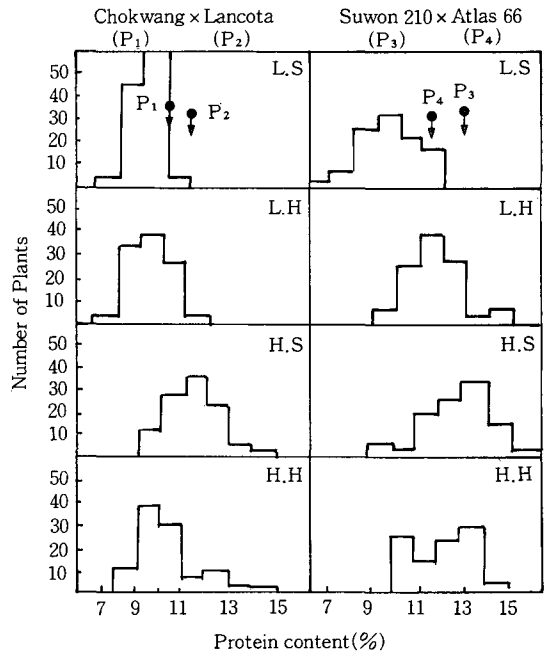 Chokwang × Lancota Suwon 210 × Atlas 66
(P₁) (P₂) (P₃) (P₄)
50 L.S L.S
40 P₁ P₂ P₄ P₃
30
20
10
50 L.H L.H
40
30
20
10
50 H.S H.S
40
30
20
10
50 H.H H.H
40
30
20
10
7 9 11 13 15 7 9 11 13 15
Number of Plants
Protein content(%)